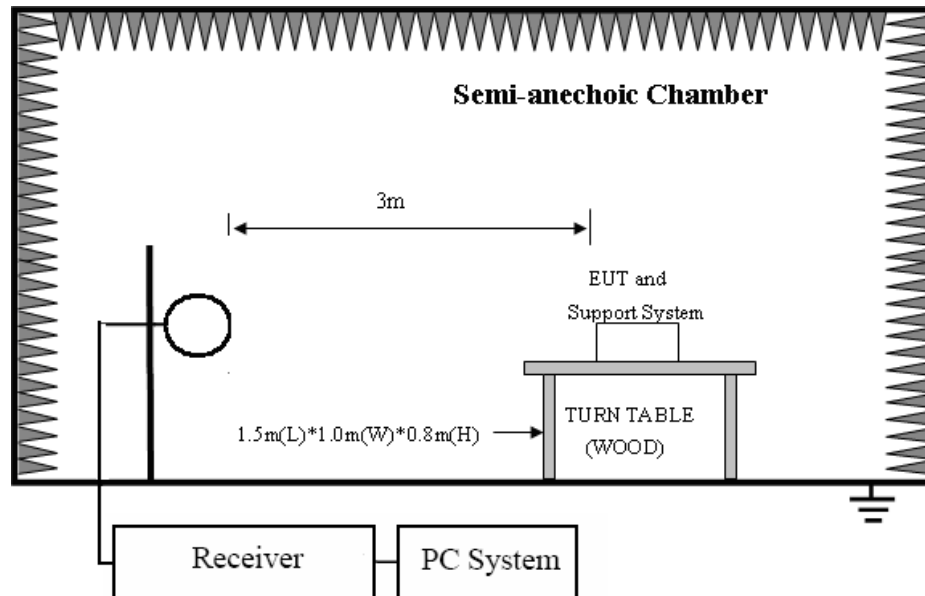 Semi-anechoic Chamber
3m
EUT and
Support System
1.5m(L)*1.0m(W)*0.8m(H)
TURN TABLE
(WOOD)
Receiver
PC System